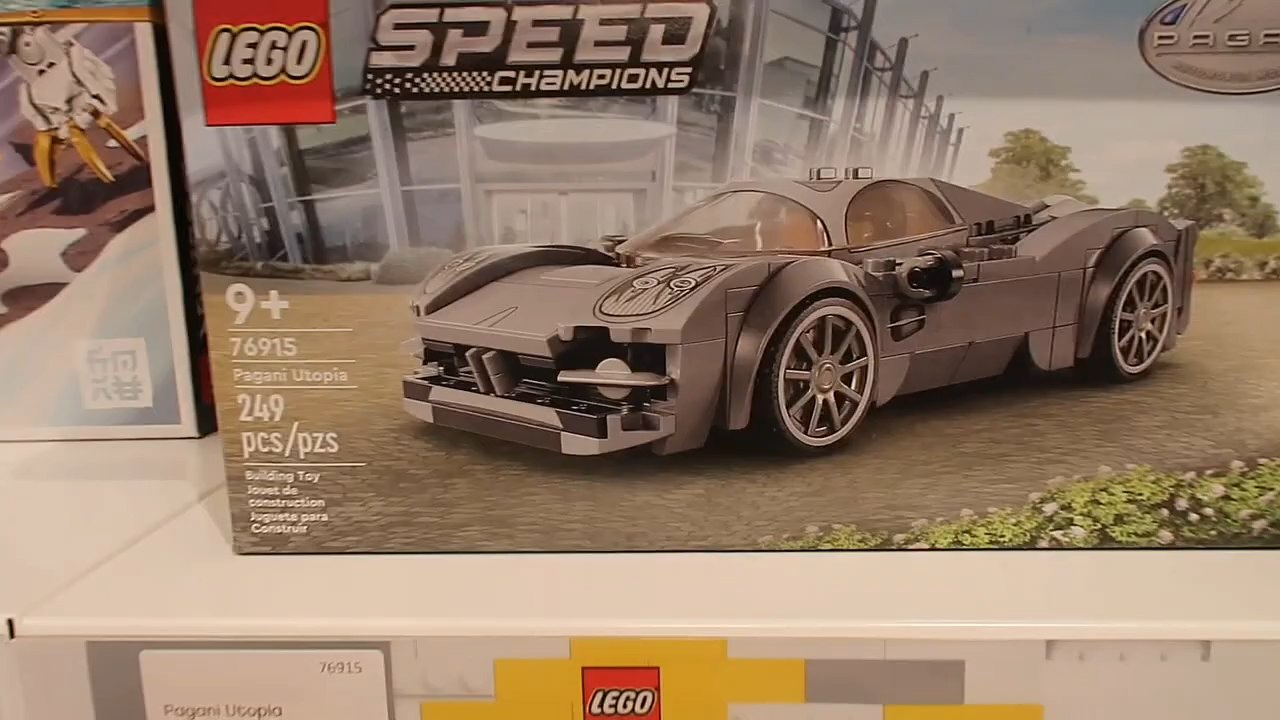 LEGO
SPEED
CHAMPIONS
PAGA
9+
76915
Pagani Utopia
249
pcs/pzs
Building Toy
Jouet de
construction
Juguete para
Construir
76915
Pagani Utopia
LEGO